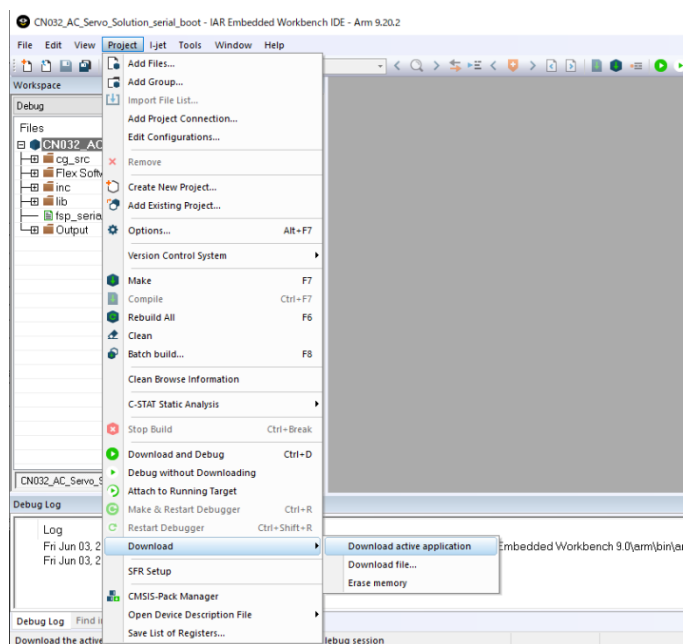 CN032_AC_Servo_Solution_serial_boot - IAR Embedded Workbench IDE - Arm 9.20.2
File Edit View Project I-jet Tools Window Help
Workspace
Debug
Files
CN032_AC
cg_src
Flex Softw
inc
lib
fsp_seria
Output
CN032_AC_Servo_S
Add Files...
Add Group...
Import File List...
Add Project Connection...
Edit Configurations...
Remove
Create New Project...
Add Existing Project...
Options... Alt+F7
Version Control System
Make F7
Compile Ctrl+F7
Rebuild All F6
Clean
Batch build... F8
Clean Browse Information
C-STAT Static Analysis
Stop Build Ctrl+Break
Download and Debug Ctrl+D
Debug without Downloading
Attach to Running Target
Make & Restart Debugger Ctrl+R
Restart Debugger Ctrl+Shift+R
Download
SFR Setup
CMSIS-Pack Manager
Open Device Description File
Save List of Registers...
Download active application
Download file...
Erase memory
Debug Log
Log
Fri Jun 03, 2
Embedded Workbench 9.0\arm\bin\ar
Fri Jun 03, 2
Debug Log Find i
Download the active
debug session